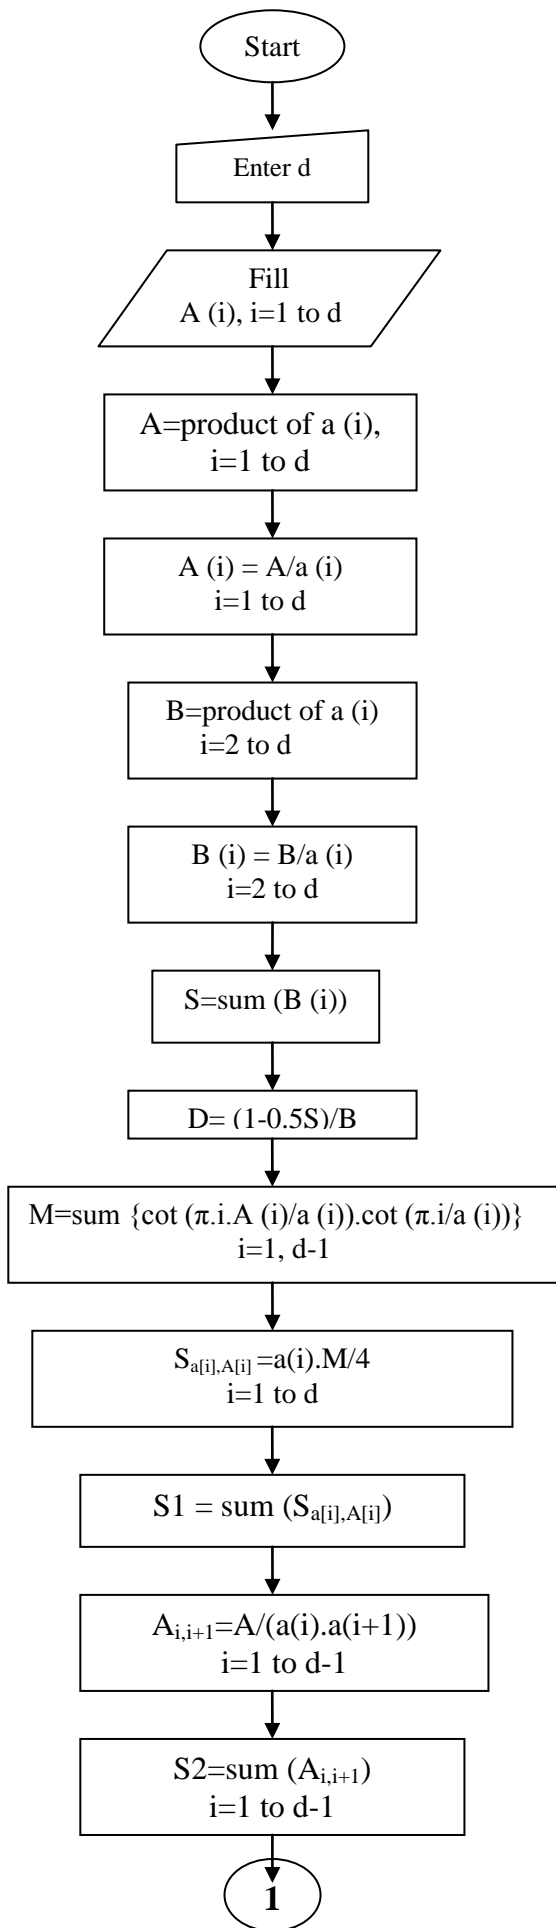 Start
Enter d
Fill
A (i), i=1 to d
A=product of a (i),
i=1 to d
A (i) = A/a (i)
i=1 to d
B=product of a (i)
i=2 to d
B (i) = B/a (i)
i=2 to d
S=sum (B (i))
D= (1-0.5S)/B
M=sum {cot (π.i.A (i)/a (i)).cot (π.i/a (i))}
i=1, d-1
Sa[i],A[i] =a(i).M/4
i=1 to d
S1 = sum (Sa[i],A[i])
Ai,i+1=A/(a(i).a(i+1))
i=1 to d-1
S2=sum (Ai,i+1)
i=1 to d-1
1